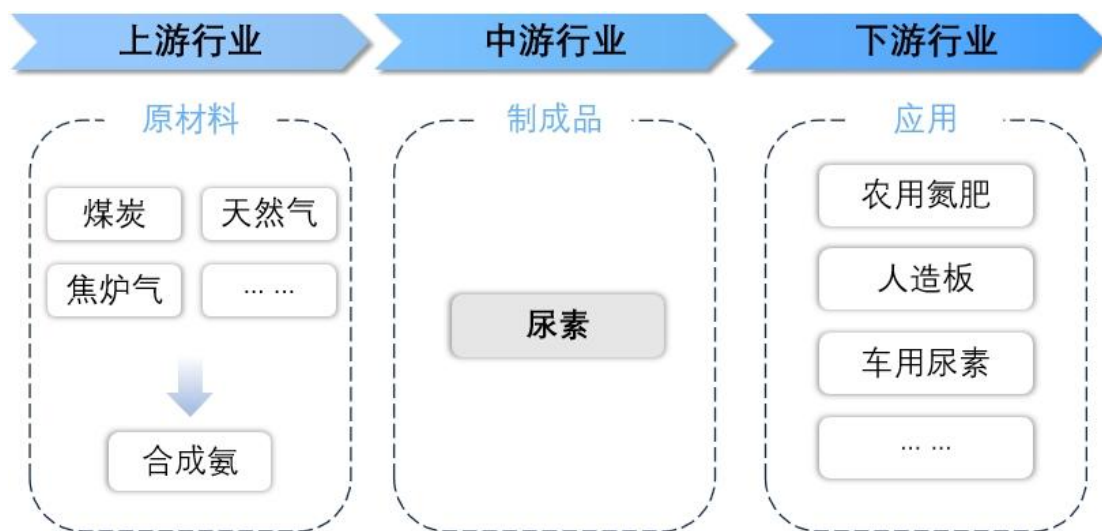 上游行业
中游行业
下游行业
原材料
制成品
应用
煤炭
天然气
焦炉气
... ...
合成氨
尿素
农用氮肥
人造板
车用尿素
... ...